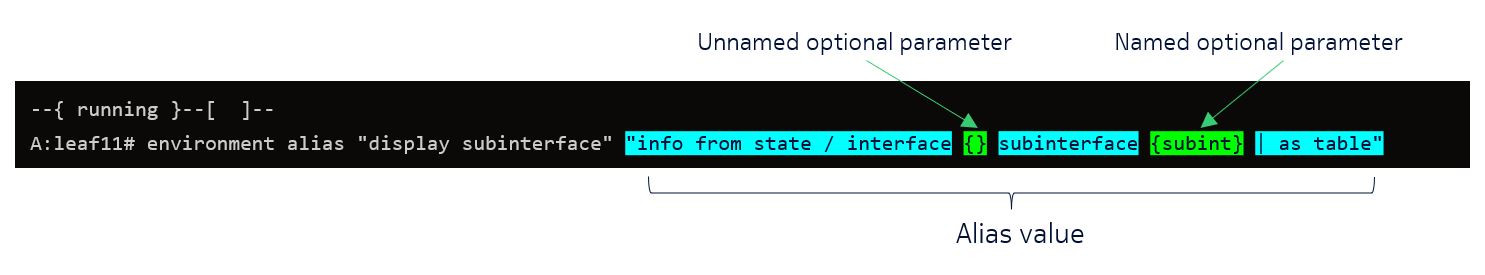 Unnamed optional parameter
Named optional parameter
--{ running }--[  ]--
A:leaf11# environment alias "display subinterface" "info from state / interface {} subinterface {subint} | as table"
Alias value